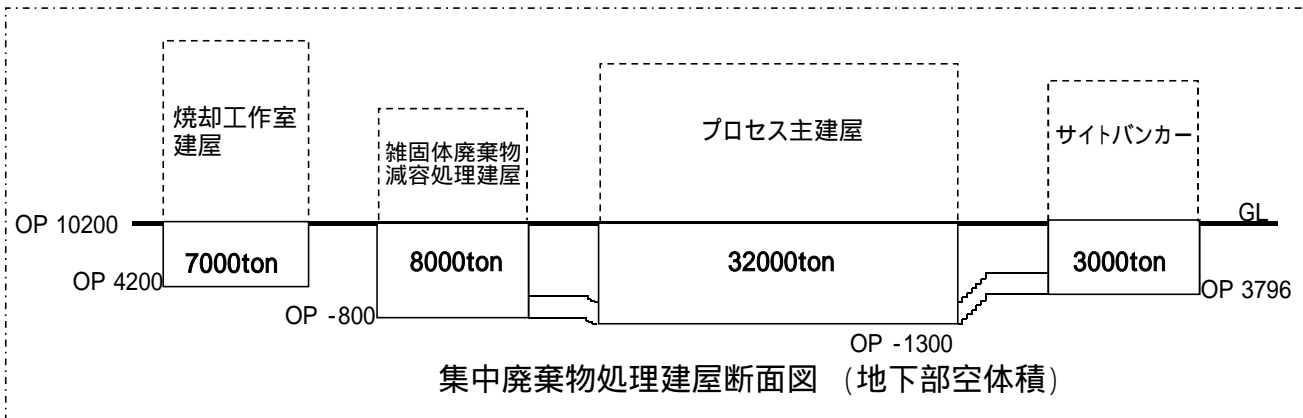 焼却工作室
建屋
雑固体廃棄物
減容処理建屋
プロセス主建屋
サイトバンカー
OP 10200
GL
7000ton
8000ton
32000ton
3000ton
OP 4200
OP -800
OP -1300
OP 3796
集中廃棄物処理建屋断面図 (地下部空体積)